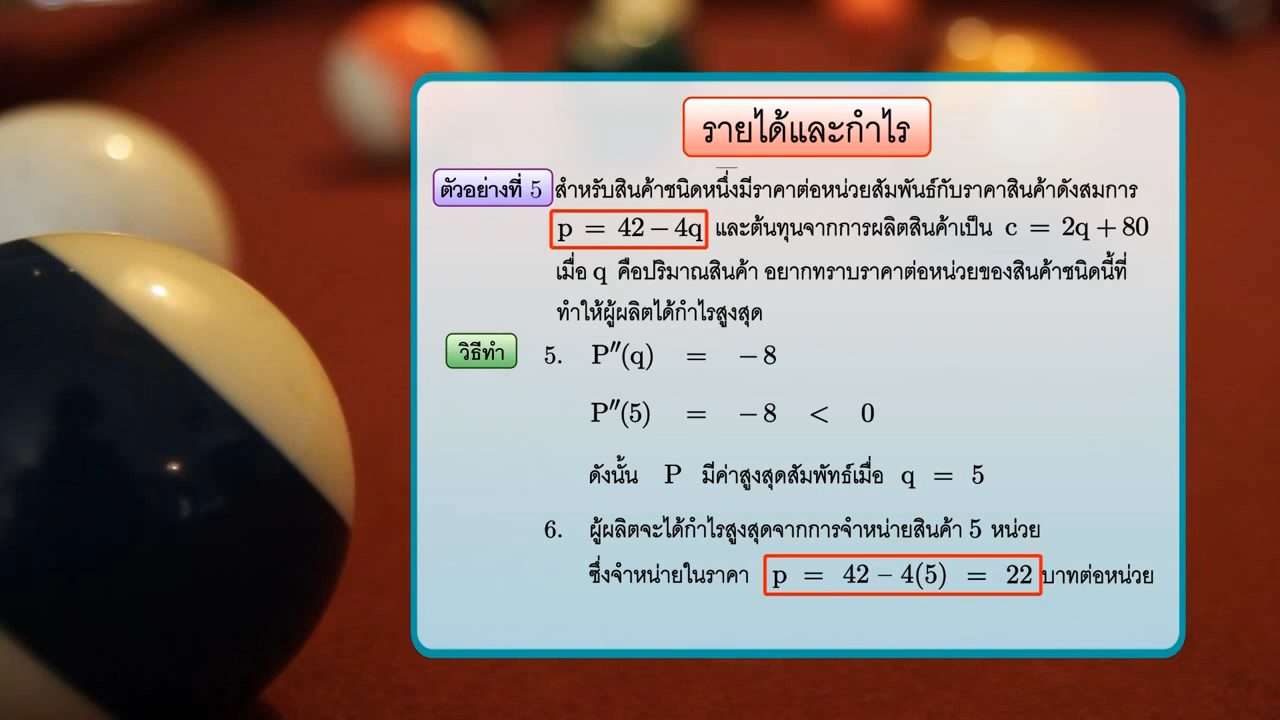 รายได้และกำไร
ตัวอย่างที่ 5 สำหรับสินค้าชนิดหนึ่งมีราคาต่อหน่วยสัมพันธ์กับราคาสินค้าดังสมการ
p = 42 − 4q และต้นทุนจากการผลิตสินค้าเป็น c = 2q + 80
เมื่อ q คือปริมาณสินค้า อยากทราบราคาต่อหน่วยของสินค้าชนิดนี้ที่
ทำให้ผู้ผลิตได้กำไรสูงสุด
วิธีทำ 5. P″(q) = −8
P″(5) = −8 < 0
ดังนั้น P มีค่าสูงสุดสัมพัทธ์เมื่อ q = 5
6. ผู้ผลิตจะได้กำไรสูงสุดจากการจำหน่ายสินค้า 5 หน่วย
ซึ่งจำหน่ายในราคา p = 42 − 4(5) = 22 บาทต่อหน่วย